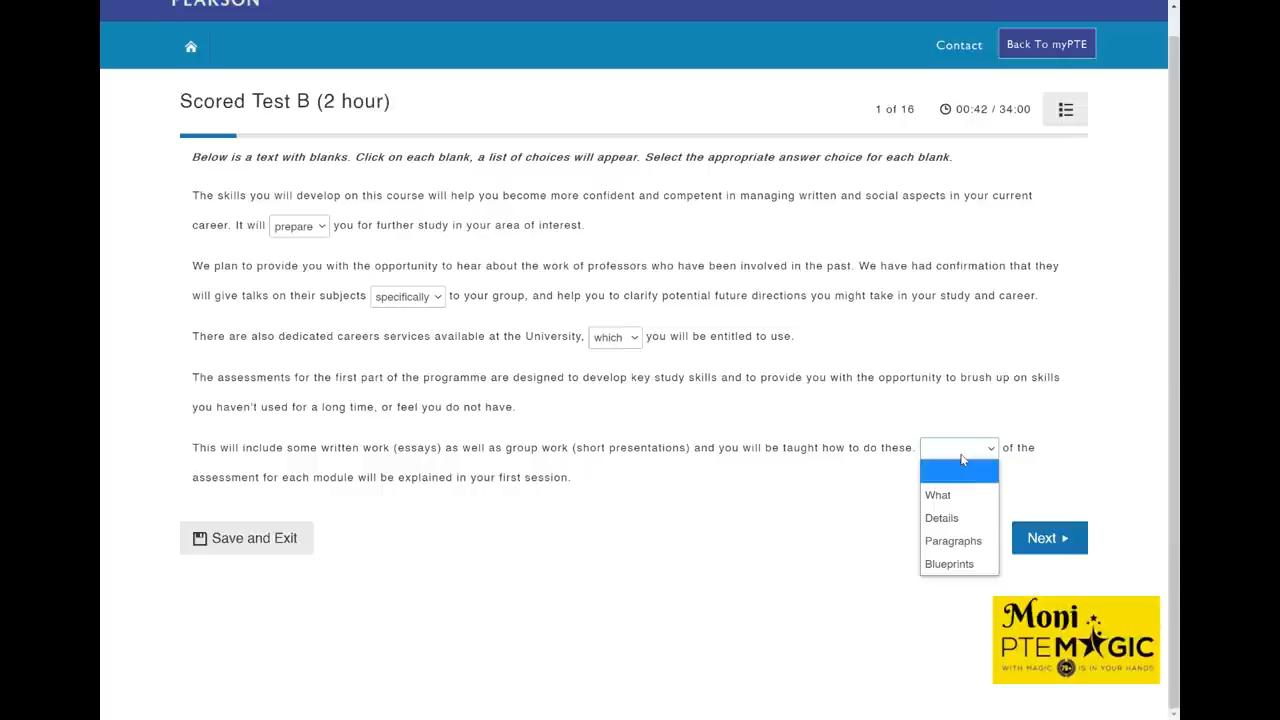 PEARSON
Contact
Back To myPTE
Scored Test B (2 hour)
1 of 16
00:42 / 34:00
Below is a text with blanks. Click on each blank, a list of choices will appear. Select the appropriate answer choice for each blank.
The skills you will develop on this course will help you become more confident and competent in managing written and social aspects in your current
career. It will prepare you for further study in your area of interest.
We plan to provide you with the opportunity to hear about the work of professors who have been involved in the past. We have had confirmation that they
will give talks on their subjects specifically to your group, and help you to clarify potential future directions you might take in your study and career.
There are also dedicated careers services available at the University, which you will be entitled to use.
The assessments for the first part of the programme are designed to develop key study skills and to provide you with the opportunity to brush up on skills
you haven't used for a long time, or feel you do not have.
This will include some written work (essays) as well as group work (short presentations) and you will be taught how to do these. of the
assessment for each module will be explained in your first session.
What
Details
Paragraphs
Blueprints
Save and Exit
Next
Moni
PTEMAGIC
WITH MAGIC 79+ IS IN YOUR HANDS